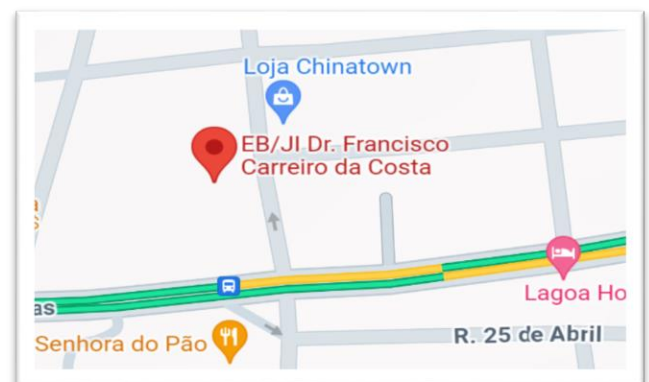 Loja Chinatown
EB/JI Dr. Francisco
Carreiro da Costa
as
Lagoa Ho
R. 25 de Abril
Senhora do Pão